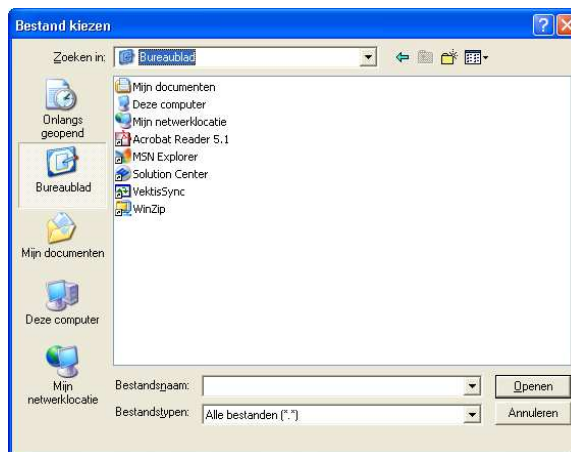 Bestand kiezen
Zoeken in: Bureaublad
Onlangs geopend
Bureaublad
Mijn documenten
Deze computer
Mijn netwerklocatie
Mijn documenten
Deze computer
Mijn netwerklocatie
Acrobat Reader 5.1
MSN Explorer
Solution Center
VektisSync
WinZip
Bestandsnaam:
Openen
Bestandstypen: Alle bestanden (*.*)
Annuleren